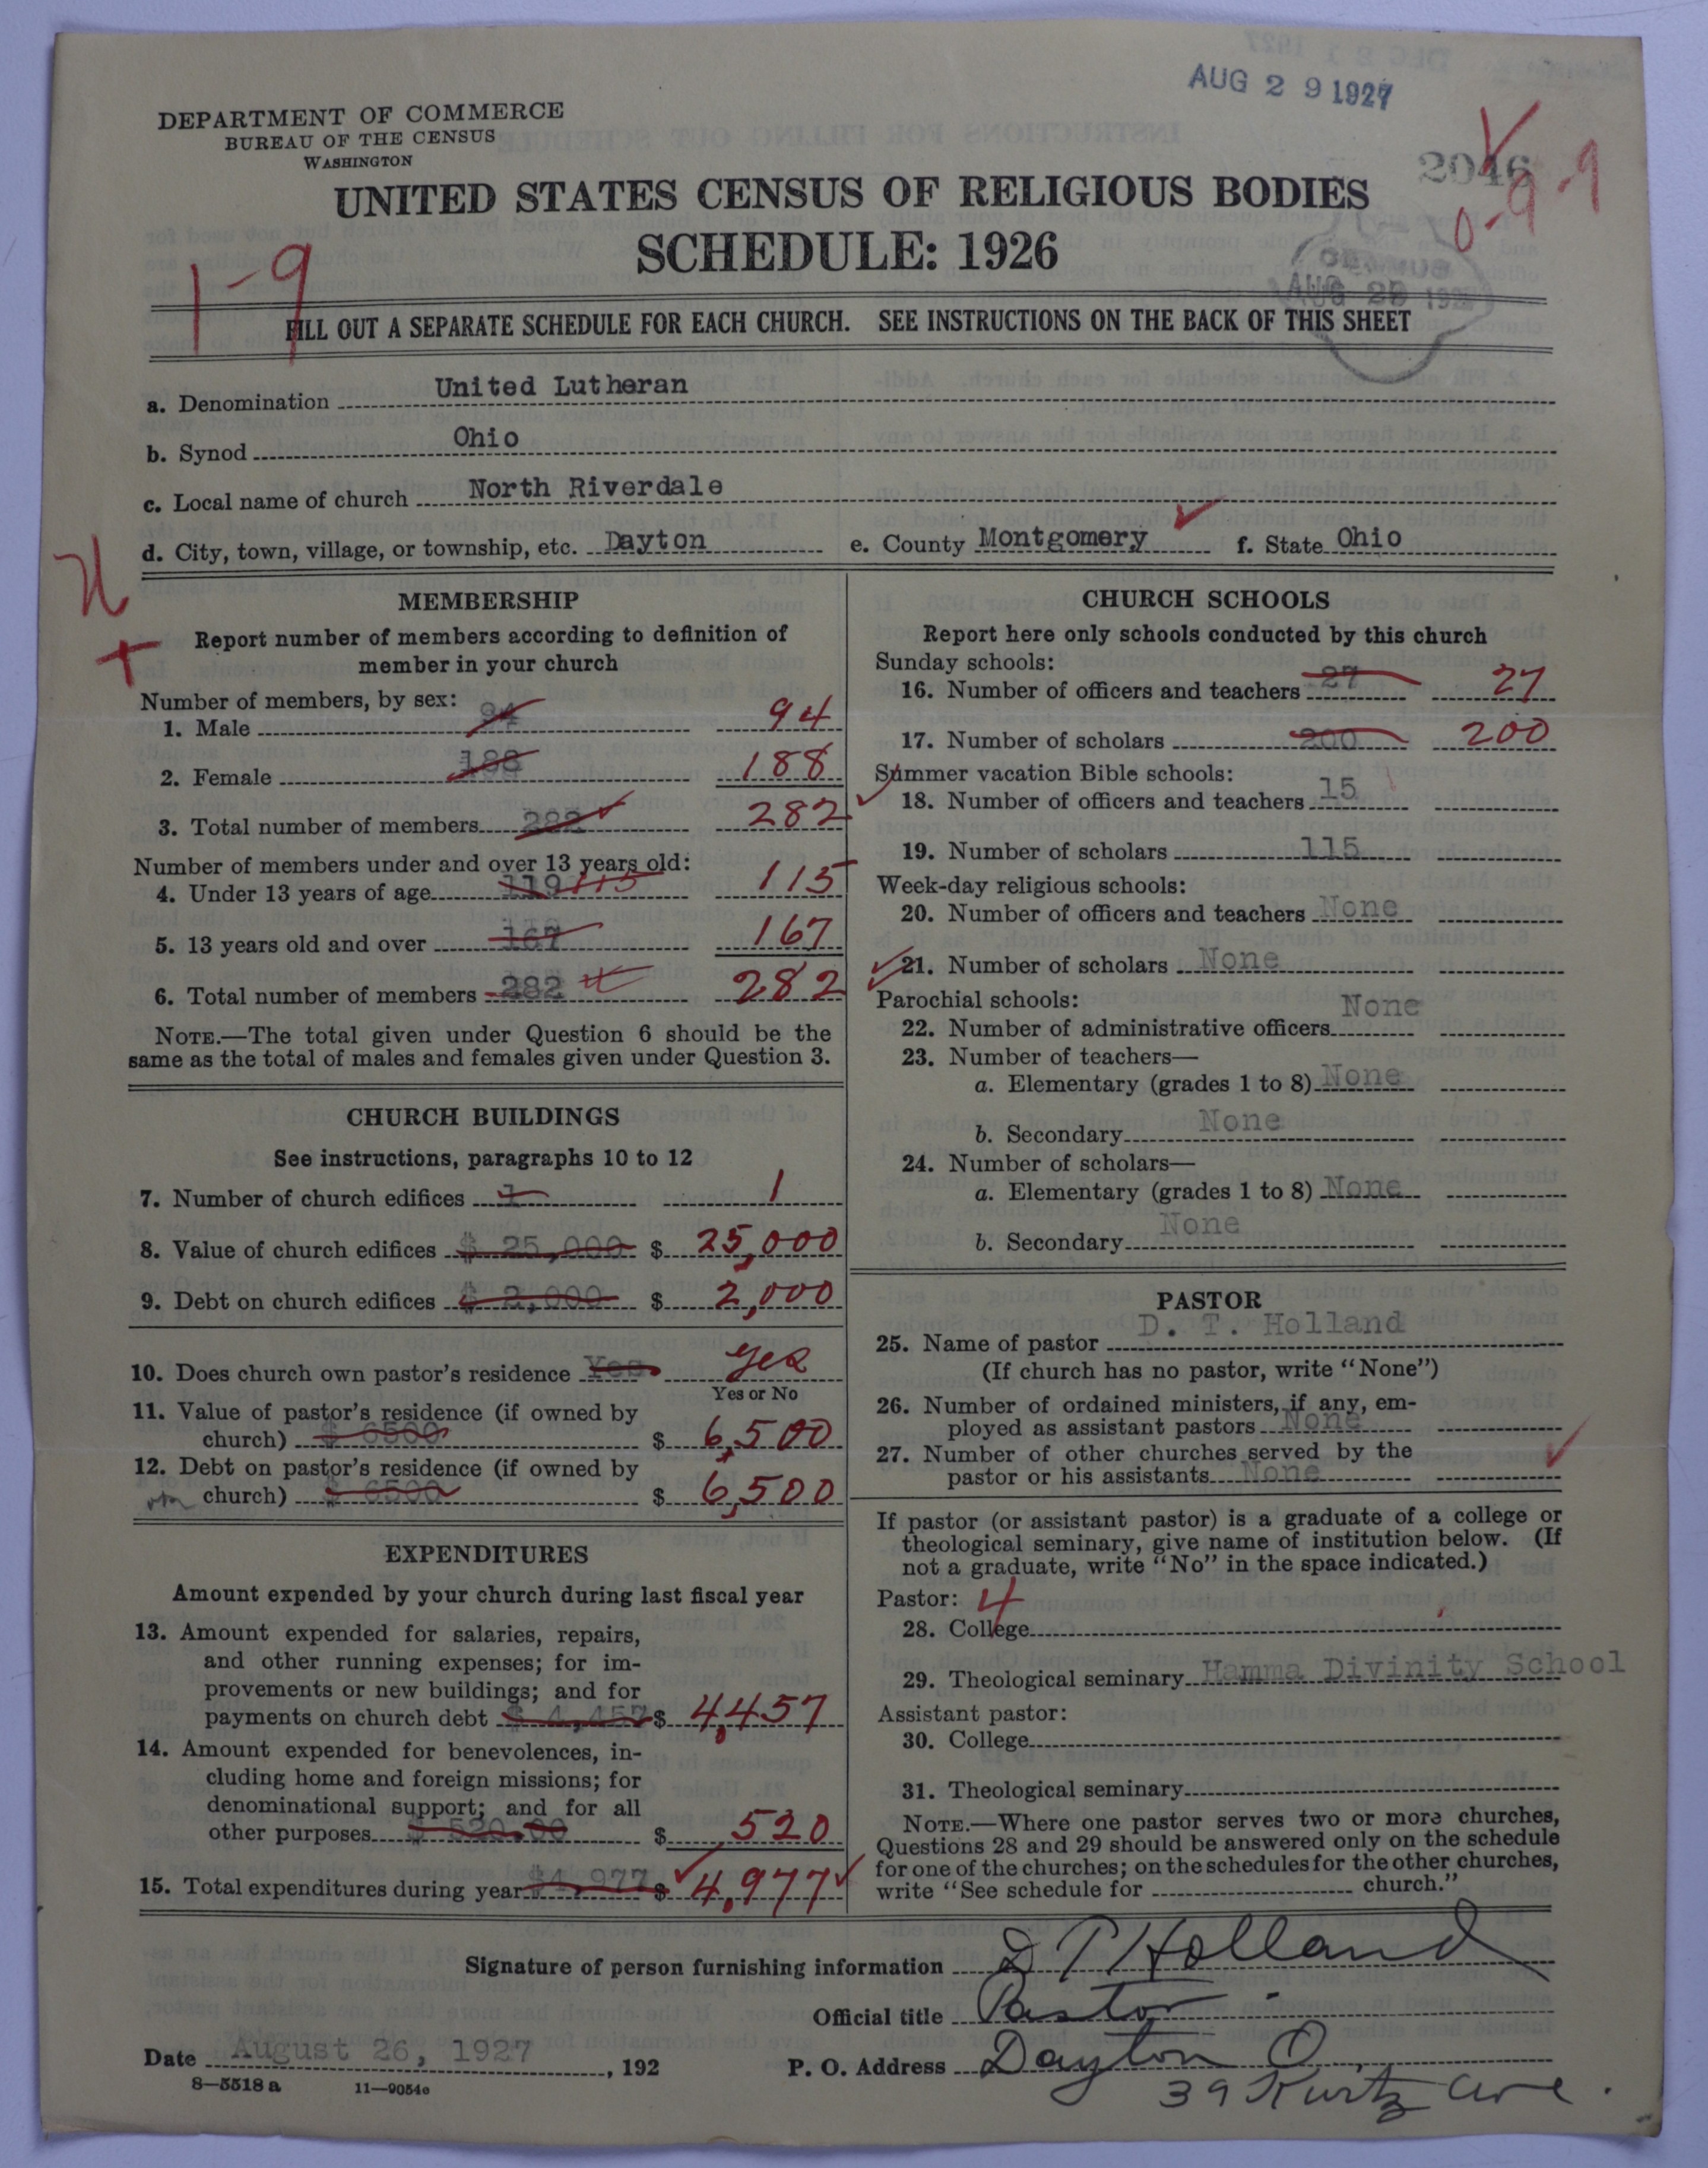 AUG 29 1927
DEPARTMENT OF COMMERCE
BUREAU OF THE CENSUS
WASHINGTON
2046
0-9-9
UNITED STATES CENSUS OF RELIGIOUS BODIES
SCHEDULE: 1926
1-9
CENSUS
AUG 29 192
FILL OUT A SEPARATE SCHEDULE FOR EACH CHURCH. SEE INSTRUCTIONS ON THE BACK OF THIS SHEET
a. Denomination United Lutheran
b. Synod Ohio
c. Local name of church North Riverdale
d. City, town, village, or township, etc. Dayton e. County Montgomery f. State Ohio
MEMBERSHIP
Report number of members according to definition of
member in your church
Number of members, by sex:
1. Male 94 94
2. Female 188 188
3. Total number of members 282 282
Number of members under and over 13 years old:
4. Under 13 years of age 119 115 115
5. 13 years old and over 167 167
6. Total number of members 282 282
NOTE.—The total given under Question 6 should be the
same as the total of males and females given under Question 3.
CHURCH BUILDINGS
See instructions, paragraphs 10 to 12
7. Number of church edifices 1 1
8. Value of church edifices $ 25,000 $ 25,000
9. Debt on church edifices $ 2,000 $ 2,000
10. Does church own pastor's residence Yes Yes
Yes or No
11. Value of pastor's residence (if owned by
church) $ 6500 $ 6,500
12. Debt on pastor's residence (if owned by
church) $ 6500 $ 6,500
EXPENDITURES
Amount expended by your church during last fiscal year
13. Amount expended for salaries, repairs,
and other running expenses; for im-
provements or new buildings; and for
payments on church debt $ 4,457 $ 4,457
14. Amount expended for benevolences, in-
cluding home and foreign missions; for
denominational support; and for all
other purposes $ 520.00 $ 520
15. Total expenditures during year $4,977 $ 4,977
CHURCH SCHOOLS
Report here only schools conducted by this church
Sunday schools:
16. Number of officers and teachers 27 27
17. Number of scholars 200 200
Summer vacation Bible schools:
18. Number of officers and teachers 15
19. Number of scholars 115
Week-day religious schools:
20. Number of officers and teachers None
21. Number of scholars None
Parochial schools:
22. Number of administrative officers None
23. Number of teachers—
a. Elementary (grades 1 to 8) None
b. Secondary None
24. Number of scholars—
a. Elementary (grades 1 to 8) None
b. Secondary None
PASTOR
25. Name of pastor D. T. Holland
(If church has no pastor, write "None")
26. Number of ordained ministers, if any, em-
ployed as assistant pastors None
27. Number of other churches served by the
pastor or his assistants None
If pastor (or assistant pastor) is a graduate of a college or
theological seminary, give name of institution below. (If
not a graduate, write "No" in the space indicated.)
Pastor: 4
28. College
29. Theological seminary Hamma Divinity School
Assistant pastor:
30. College
31. Theological seminary
NOTE.—Where one pastor serves two or more churches,
Questions 28 and 29 should be answered only on the schedule
for one of the churches; on the schedules for the other churches,
write "See schedule for church."
Signature of person furnishing information D T Holland
Official title Pastor
Date August 26, 1927, 192 P. O. Address Dayton O.
39 Kurtz Ave.
8-5518 a 11-9054c